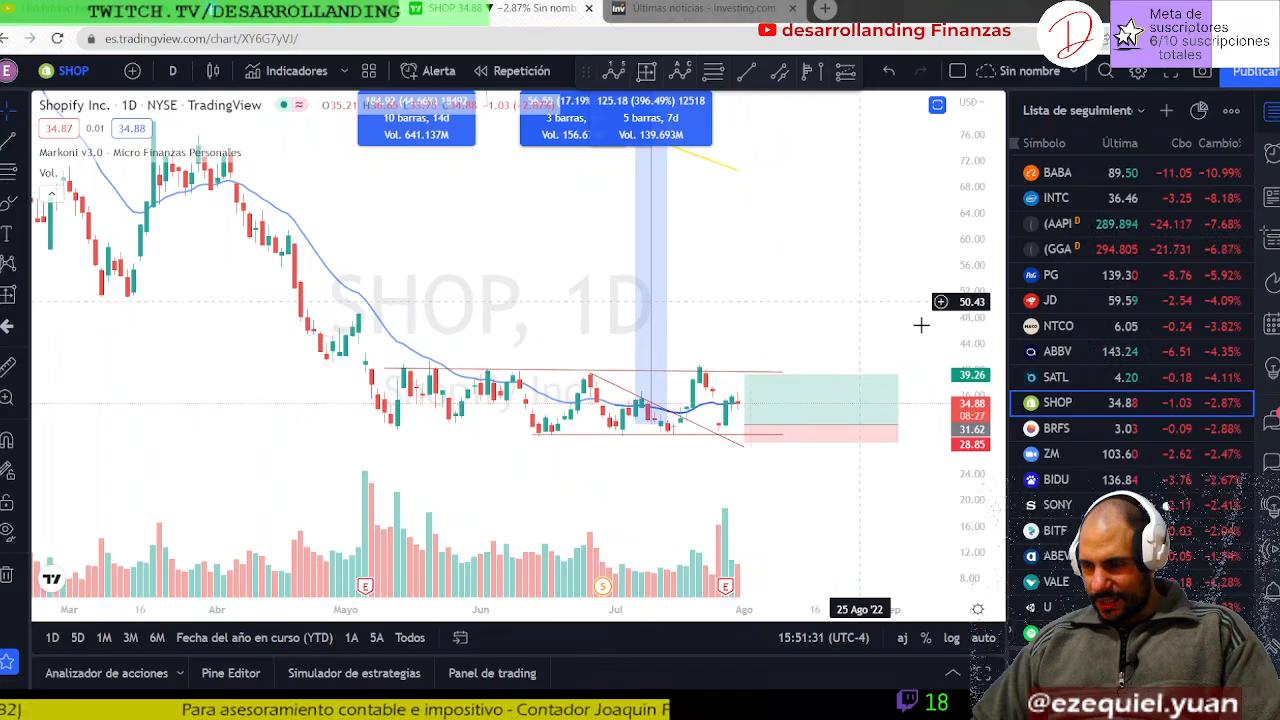 TWITCH.TV/DESARROLLANDING
SHOP 34.88 ▼ −2.87% Sin nomb
Últimas noticias - Investing.com
Meta de
suscriptores
6/10 suscripciones
totales
desarrollanding Finanzas
es.tradingview.com/chart/XY6G7yVJ/
E
SHOP
D
Indicadores
Alerta
Repetición
Sin nombre
Publicar
Shopify Inc. · 1D · NYSE · TradingView
34.87
0.01
34.88
Markoni v3.0 - Micro Finanzas Personales
Vol.
10 barras, 14d
Vol. 641.137M
3 barras,
125.18 (396.49%) 12518
5 barras, 7d
Vol. 139.693M
SHOP, 1D
Shopify Inc.
USD
76.00
72.00
68.00
64.00
60.00
56.00
52.00
50.43
48.00
44.00
39.26
34.88
08:27
31.62
28.85
24.00
20.00
16.00
12.00
8.00
Mar
16
Abr
Mayo
Jun
Jul
Ago
16
25 Ago '22
ep
E
S
E
1D
5D
1M
3M
6M
Fecha del año en curso (YTD)
1A
5A
Todos
15:51:31 (UTC-4)
aj
%
log
auto
Analizador de acciones
Pine Editor
Simulador de estrategias
Panel de trading
Lista de seguimiento
Símbolo
Última
Cbo
Cambio
BABA 89.50 −11.05 −10.99%
INTC 36.46 −3.25 −8.18%
(AAPI D 289.894 −24.117 −7.68%
(GGA D 294.805 −21.731 −6.87%
PG 139.30 −8.76 −5.92%
JD 59.59 −2.54 −4.09%
NTCO 6.05 −0.24 −3.82%
ABBV 143.24 −6.51 −4.35%
SATL 4.20 −0.18 −4.11%
SHOP 34.88 −1.03 −2.87%
BRFS 3.03 −0.09 −2.88%
ZM 103.60 −2.62 −2.47%
BIDU 136.84 −3.76 −2.67%
SONY
BITF
ABEV
VALE
U
18
@ezequiel.yuan
Para asesoramiento contable e impositivo - Contador Joaquin F